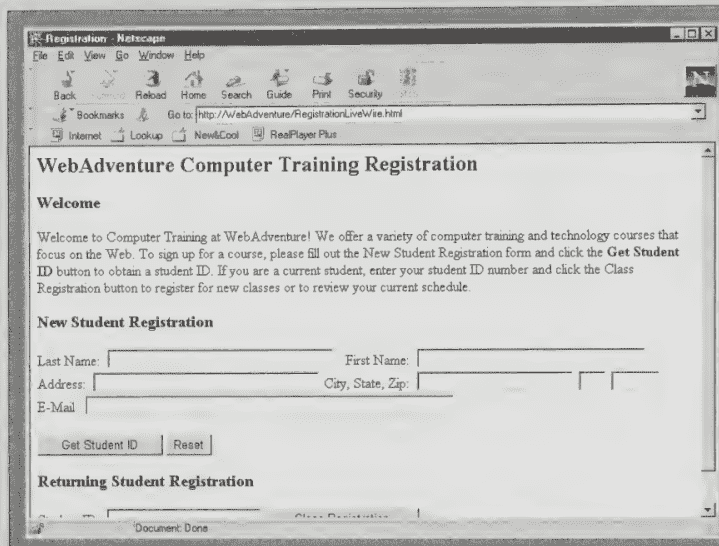 Registration - Netscape
File Edit View Go Window Help
Back Reload Home Search Guide Print Security
Bookmarks Go to: http://WebAdventure/RegistrationLiveWire.html
Internet Lookup New&Cool RealPlayer Plus
WebAdventure Computer Training Registration
Welcome
Welcome to Computer Training at WebAdventure! We offer a variety of computer training and technology courses that
focus on the Web. To sign up for a course, please fill out the New Student Registration form and click the Get Student
ID button to obtain a student ID. If you are a current student, enter your student ID number and click the Class
Registration button to register for new classes or to review your current schedule.
New Student Registration
Last Name: First Name:
Address: City, State, Zip:
E-Mail
Get Student ID Reset
Returning Student Registration
Document: Done